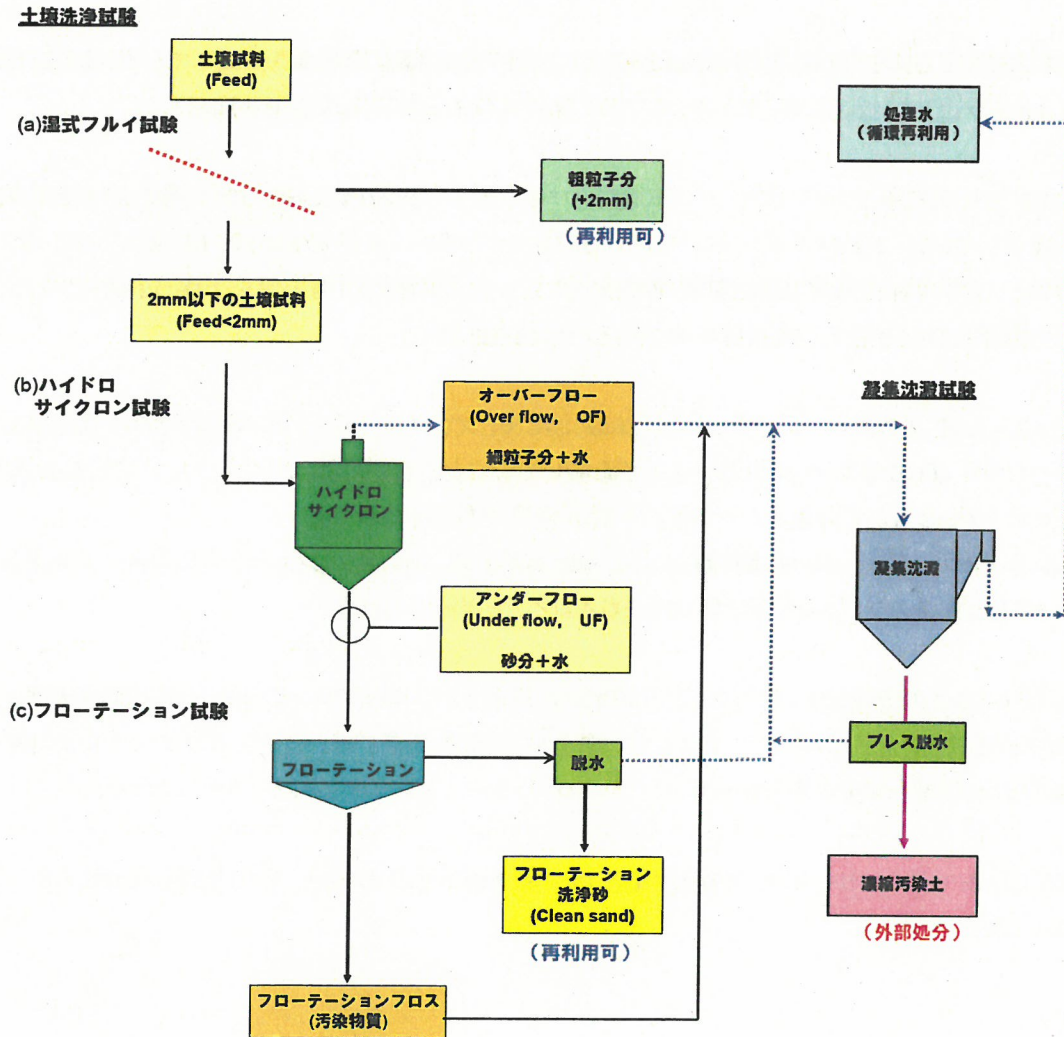 土壌洗浄試験
土壌試料
(Feed)
(a)湿式フルイ試験
処理水
(循環再利用)
粗粒子分
(+2mm)
(再利用可)
2mm以下の土壌試料
(Feed<2mm)
(b)ハイドロ
サイクロン試験
オーバーフロー
(Over flow, OF)
細粒子分+水
凝集沈澱試験
ハイドロ
サイクロン
凝集沈澱
アンダーフロー
(Under flow, UF)
砂分+水
(c)フローテーション試験
フローテーション
脱水
プレス脱水
フローテーション
洗浄砂
(Clean sand)
(再利用可)
濃縮汚染土
(外部処分)
フローテーションフロス
(汚染物質)